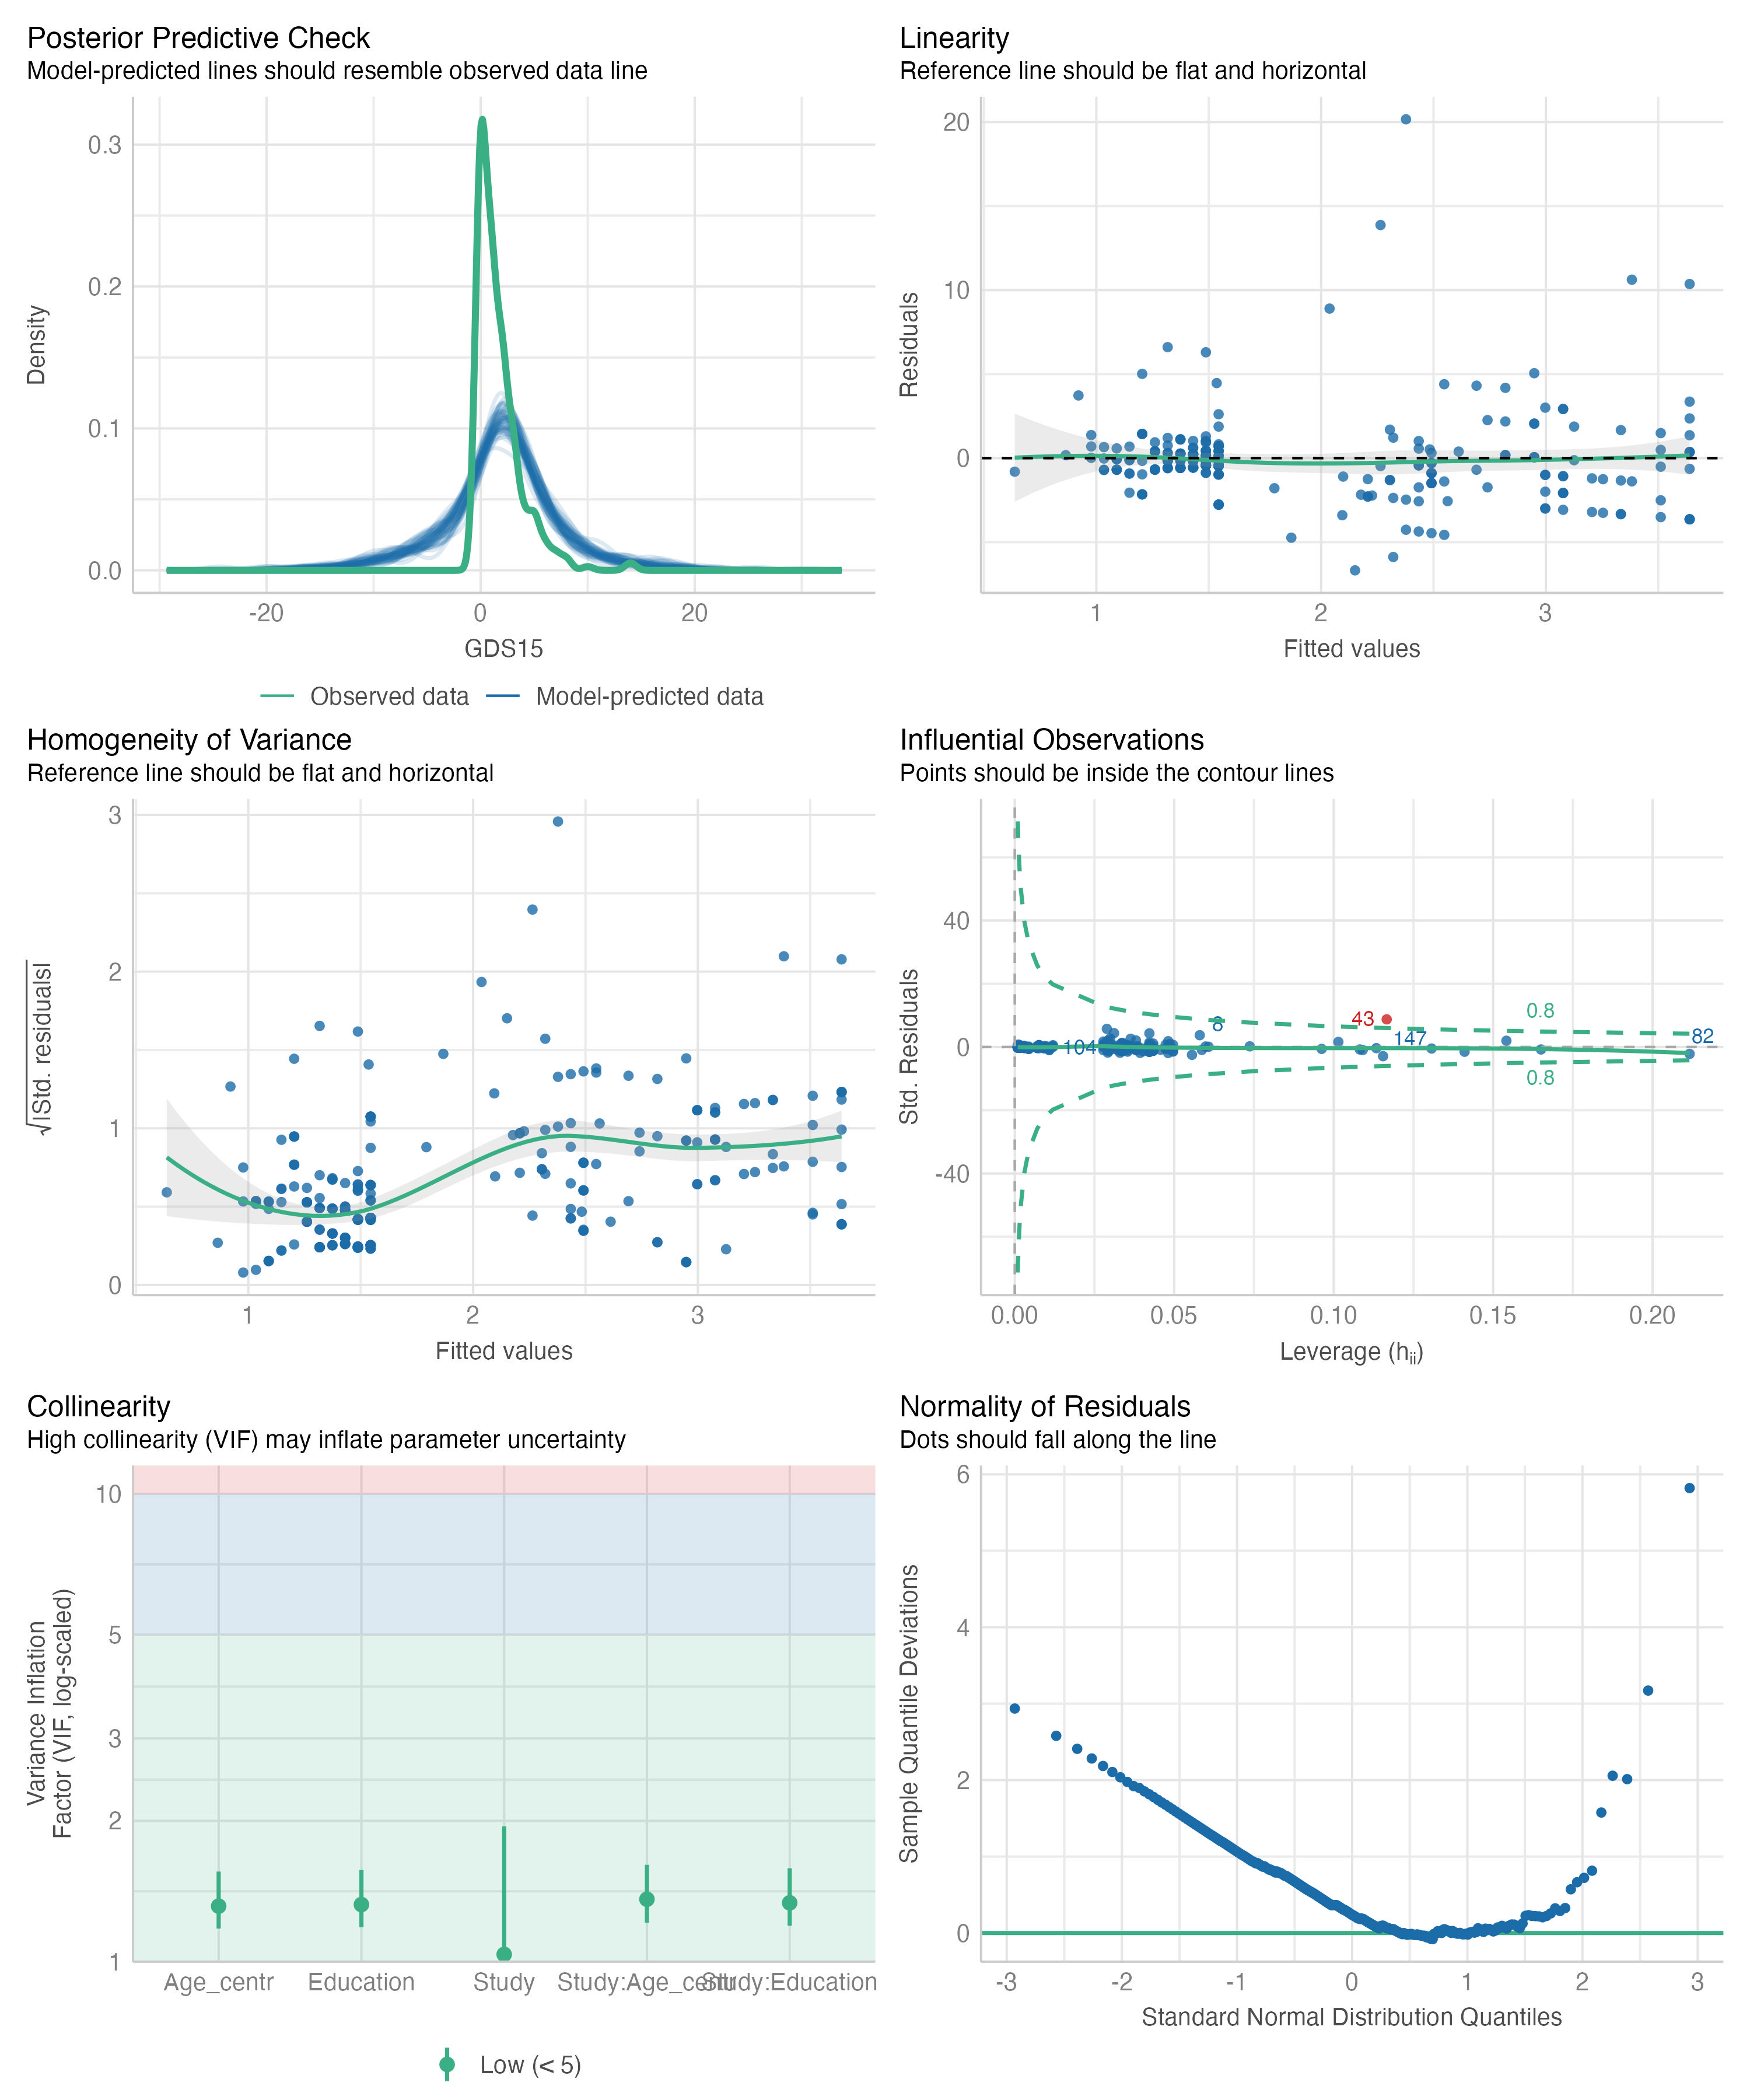 Posterior Predictive Check
Model-predicted lines should resemble observed data line
0.3
0.2
0.1
0.0
Density
-20 0 20
GDS15
Observed data Model-predicted data
Linearity
Reference line should be flat and horizontal
20
10
0
Residuals
1 2 3
Fitted values
Homogeneity of Variance
Reference line should be flat and horizontal
3
2
1
0
√|Std. residuals|
1 2 3
Fitted values
Influential Observations
Points should be inside the contour lines
40
0
-40
Std. Residuals
0.8
43
8
147
82
104
0.8
0.00 0.05 0.10 0.15 0.20
Leverage (hii)
Collinearity
High collinearity (VIF) may inflate parameter uncertainty
10
5
3
2
1
Variance Inflation
Factor (VIF, log-scaled)
Age_centr Education Study Study:Age_centr Study:Education
Low (< 5)
Normality of Residuals
Dots should fall along the line
6
4
2
0
Sample Quantile Deviations
-3 -2 -1 0 1 2 3
Standard Normal Distribution Quantiles